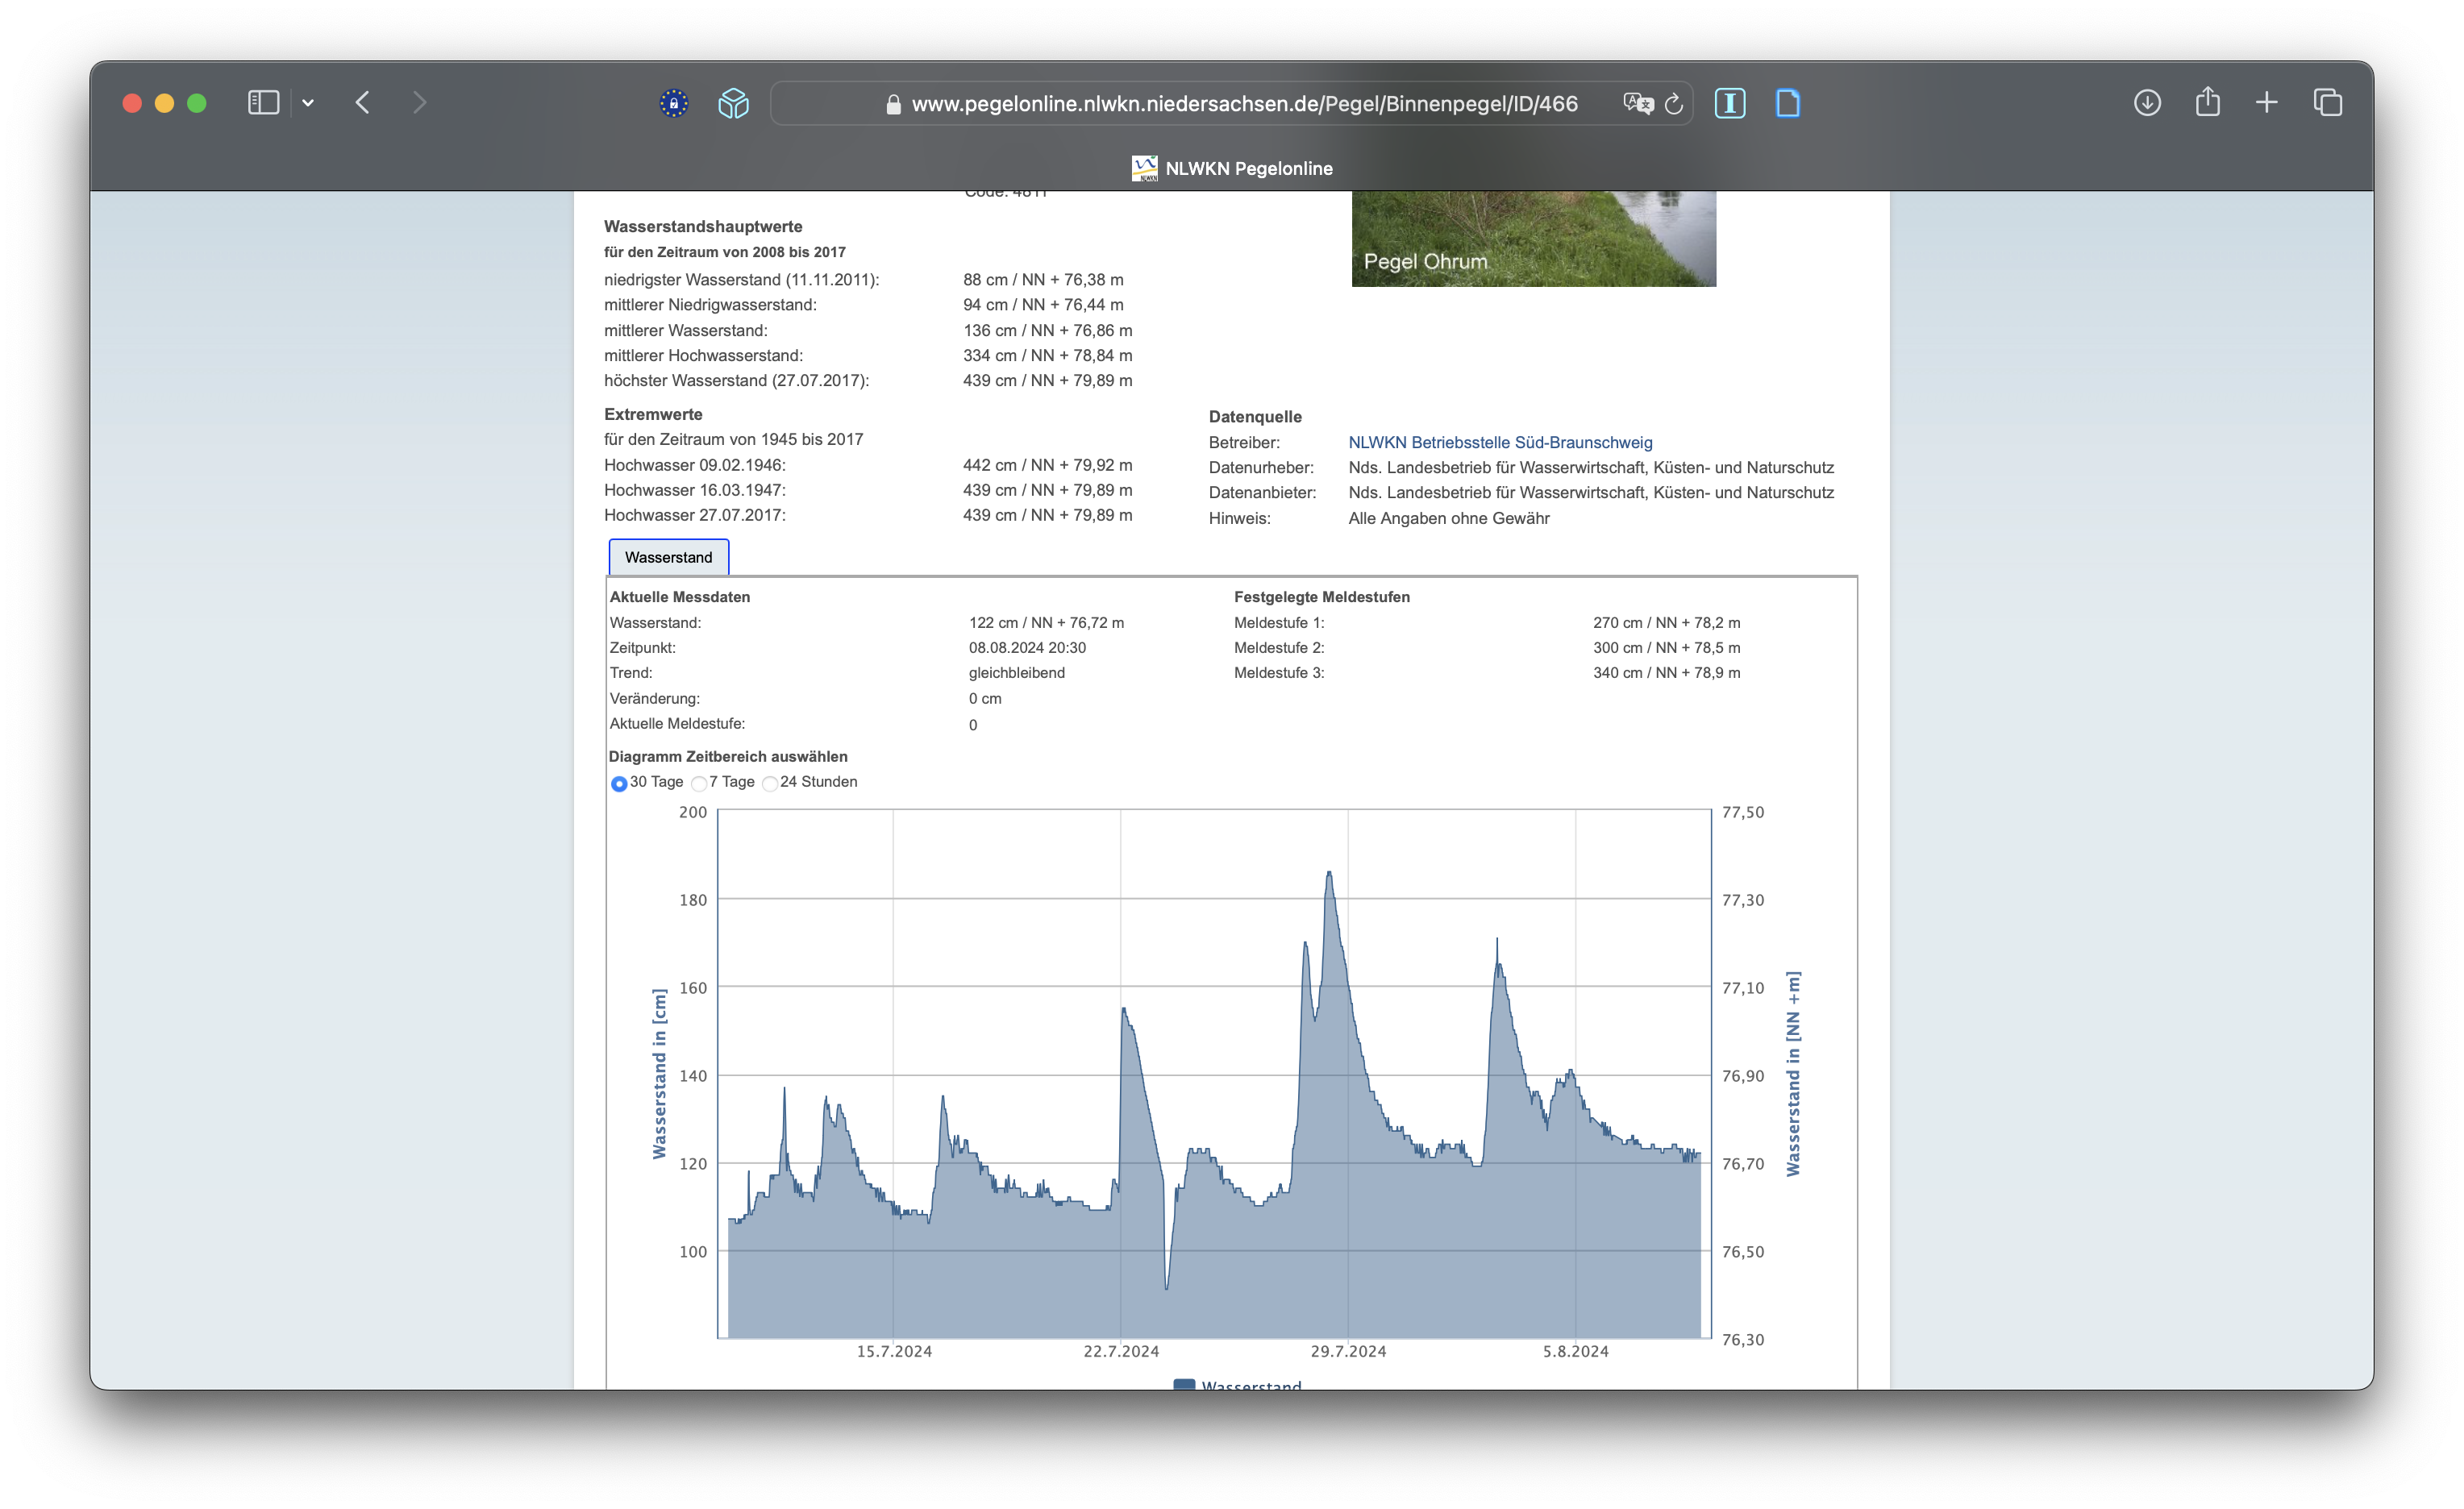 www.pegelonline.nlwkn.niedersachsen.de/Pegel/Binnenpegel/ID/466
NLWKN Pegelonline
Code: 4811
Pegel Ohrum
Wasserstandshauptwerte
für den Zeitraum von 2008 bis 2017
niedrigster Wasserstand (11.11.2011): 88 cm / NN + 76,38 m
mittlerer Niedrigwasserstand: 94 cm / NN + 76,44 m
mittlerer Wasserstand: 136 cm / NN + 76,86 m
mittlerer Hochwasserstand: 334 cm / NN + 78,84 m
höchster Wasserstand (27.07.2017): 439 cm / NN + 79,89 m
Extremwerte
für den Zeitraum von 1945 bis 2017
Hochwasser 09.02.1946: 442 cm / NN + 79,92 m
Hochwasser 16.03.1947: 439 cm / NN + 79,89 m
Hochwasser 27.07.2017: 439 cm / NN + 79,89 m
Datenquelle
Betreiber: NLWKN Betriebsstelle Süd-Braunschweig
Datenurheber: Nds. Landesbetrieb für Wasserwirtschaft, Küsten- und Naturschutz
Datenanbieter: Nds. Landesbetrieb für Wasserwirtschaft, Küsten- und Naturschutz
Hinweis: Alle Angaben ohne Gewähr
Wasserstand
Aktuelle Messdaten
Wasserstand: 122 cm / NN + 76,72 m
Zeitpunkt: 08.08.2024 20:30
Trend: gleichbleibend
Veränderung: 0 cm
Aktuelle Meldestufe: 0
Festgelegte Meldestufen
Meldestufe 1: 270 cm / NN + 78,2 m
Meldestufe 2: 300 cm / NN + 78,5 m
Meldestufe 3: 340 cm / NN + 78,9 m
Diagramm Zeitbereich auswählen
30 Tage 7 Tage 24 Stunden
Wasserstand in [cm]
200
180
160
140
120
100
77,50
77,30
77,10
76,90
76,70
76,50
76,30
Wasserstand in [NN +m]
15.7.2024 22.7.2024 29.7.2024 5.8.2024
Wasserstand